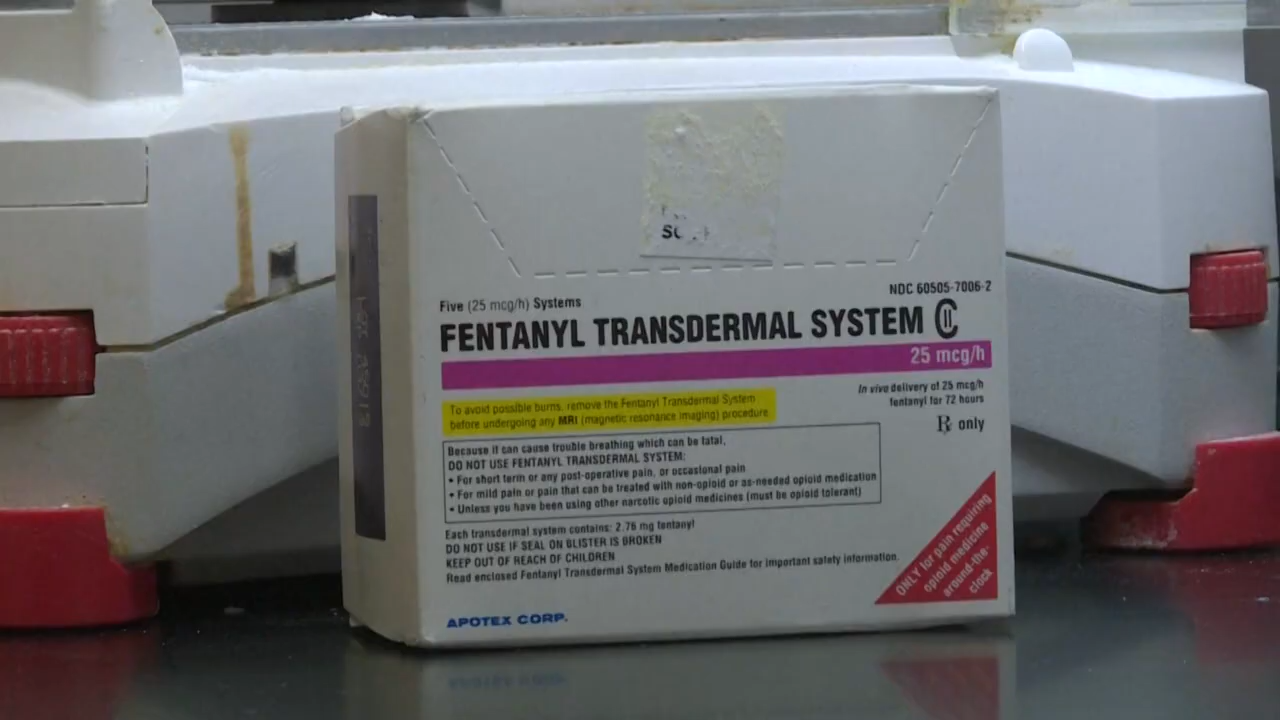 Five (25 mcg/h) Systems
NDC 60505-7006-2
FENTANYL TRANSDERMAL SYSTEM CII
25 mcg/h
To avoid possible burns, remove the Fentanyl Transdermal System
before undergoing any MRI (magnetic resonance imaging) procedure
In vivo delivery of 25 mcg/h
fentanyl for 72 hours
Rx only
Because it can cause trouble breathing which can be fatal,
DO NOT USE FENTANYL TRANSDERMAL SYSTEM:
• For short term or any post-operative pain, or occasional pain
• For mild pain or pain that can be treated with non-opioid or as-needed opioid medication
• Unless you have been using other narcotic opioid medicines (must be opioid tolerant)
Each transdermal system contains: 2.76 mg fentanyl
DO NOT USE IF SEAL ON BLISTER IS BROKEN
KEEP OUT OF REACH OF CHILDREN
Read enclosed Fentanyl Transdermal System Medication Guide for important safety information.
ONLY for pain requiring
opioid medicine
around-the-
clock
APOTEX CORP.